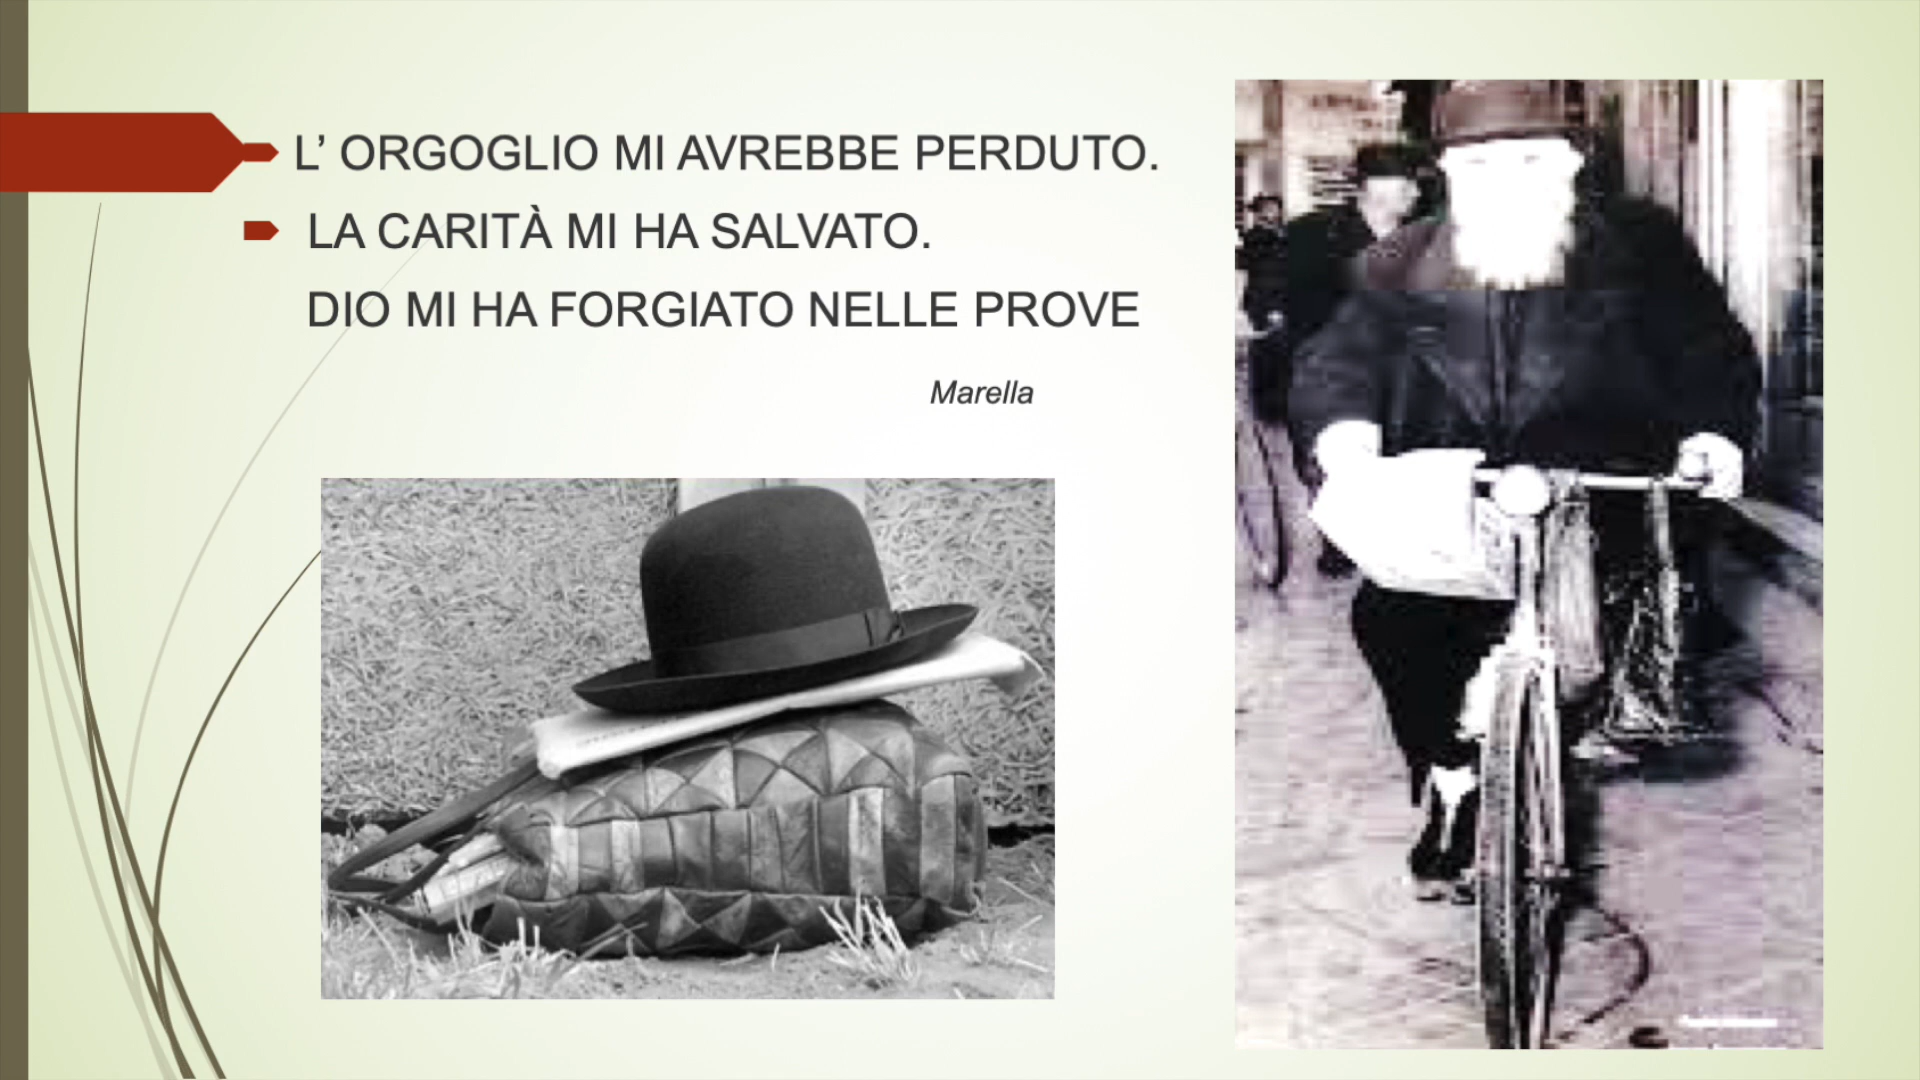 L’ ORGOGLIO MI AVREBBE PERDUTO.
LA CARITÀ MI HA SALVATO.
DIO MI HA FORGIATO NELLE PROVE
Marella